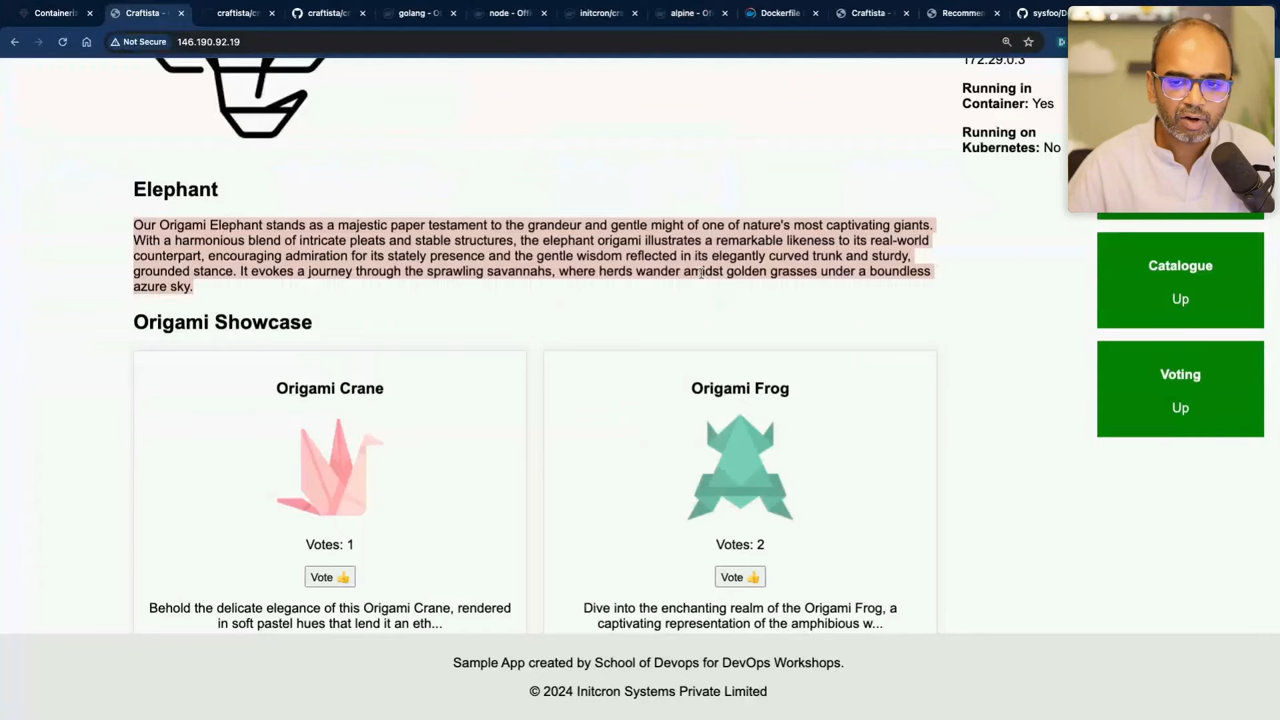 Containeri
Craftista -
craftista/cr
craftista/cr
golang - O
node - Offi
initcron/cr
alpine - Of
Dockerfile
Craftista -
Recommen
sysfoo/D
Not Secure
146.190.92.19
172.29.0.3
Running in
Container: Yes
Running on
Kubernetes: No
Elephant
Our Origami Elephant stands as a majestic paper testament to the grandeur and gentle might of one of nature's most captivating giants.
With a harmonious blend of intricate pleats and stable structures, the elephant origami illustrates a remarkable likeness to its real-world
counterpart, encouraging admiration for its stately presence and the gentle wisdom reflected in its elegantly curved trunk and sturdy,
grounded stance. It evokes a journey through the sprawling savannahs, where herds wander amidst golden grasses under a boundless
azure sky.
Catalogue
Up
Origami Showcase
Voting
Up
Origami Crane
Votes: 1
Vote 👍
Behold the delicate elegance of this Origami Crane, rendered
in soft pastel hues that lend it an eth...
Origami Frog
Votes: 2
Vote 👍
Dive into the enchanting realm of the Origami Frog, a
captivating representation of the amphibious w...
Sample App created by School of Devops for DevOps Workshops.
© 2024 Initcron Systems Private Limited